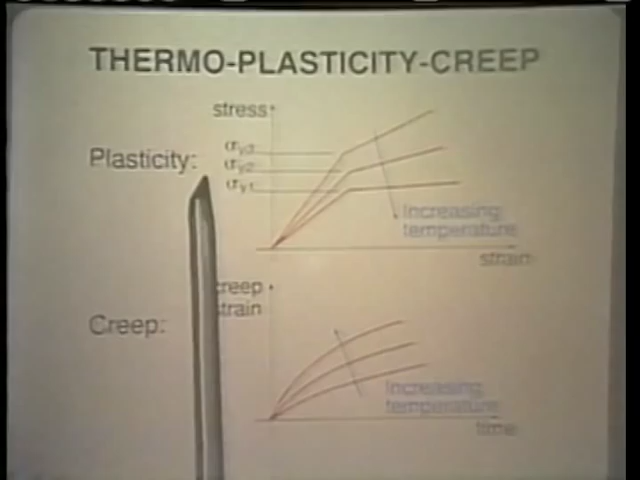 THERMO-PLASTICITY-CREEP
stress
Plasticity:
σy3
σy2
σy1
Increasing
temperature
strain
creep
strain
Creep:
Increasing
temperature
time